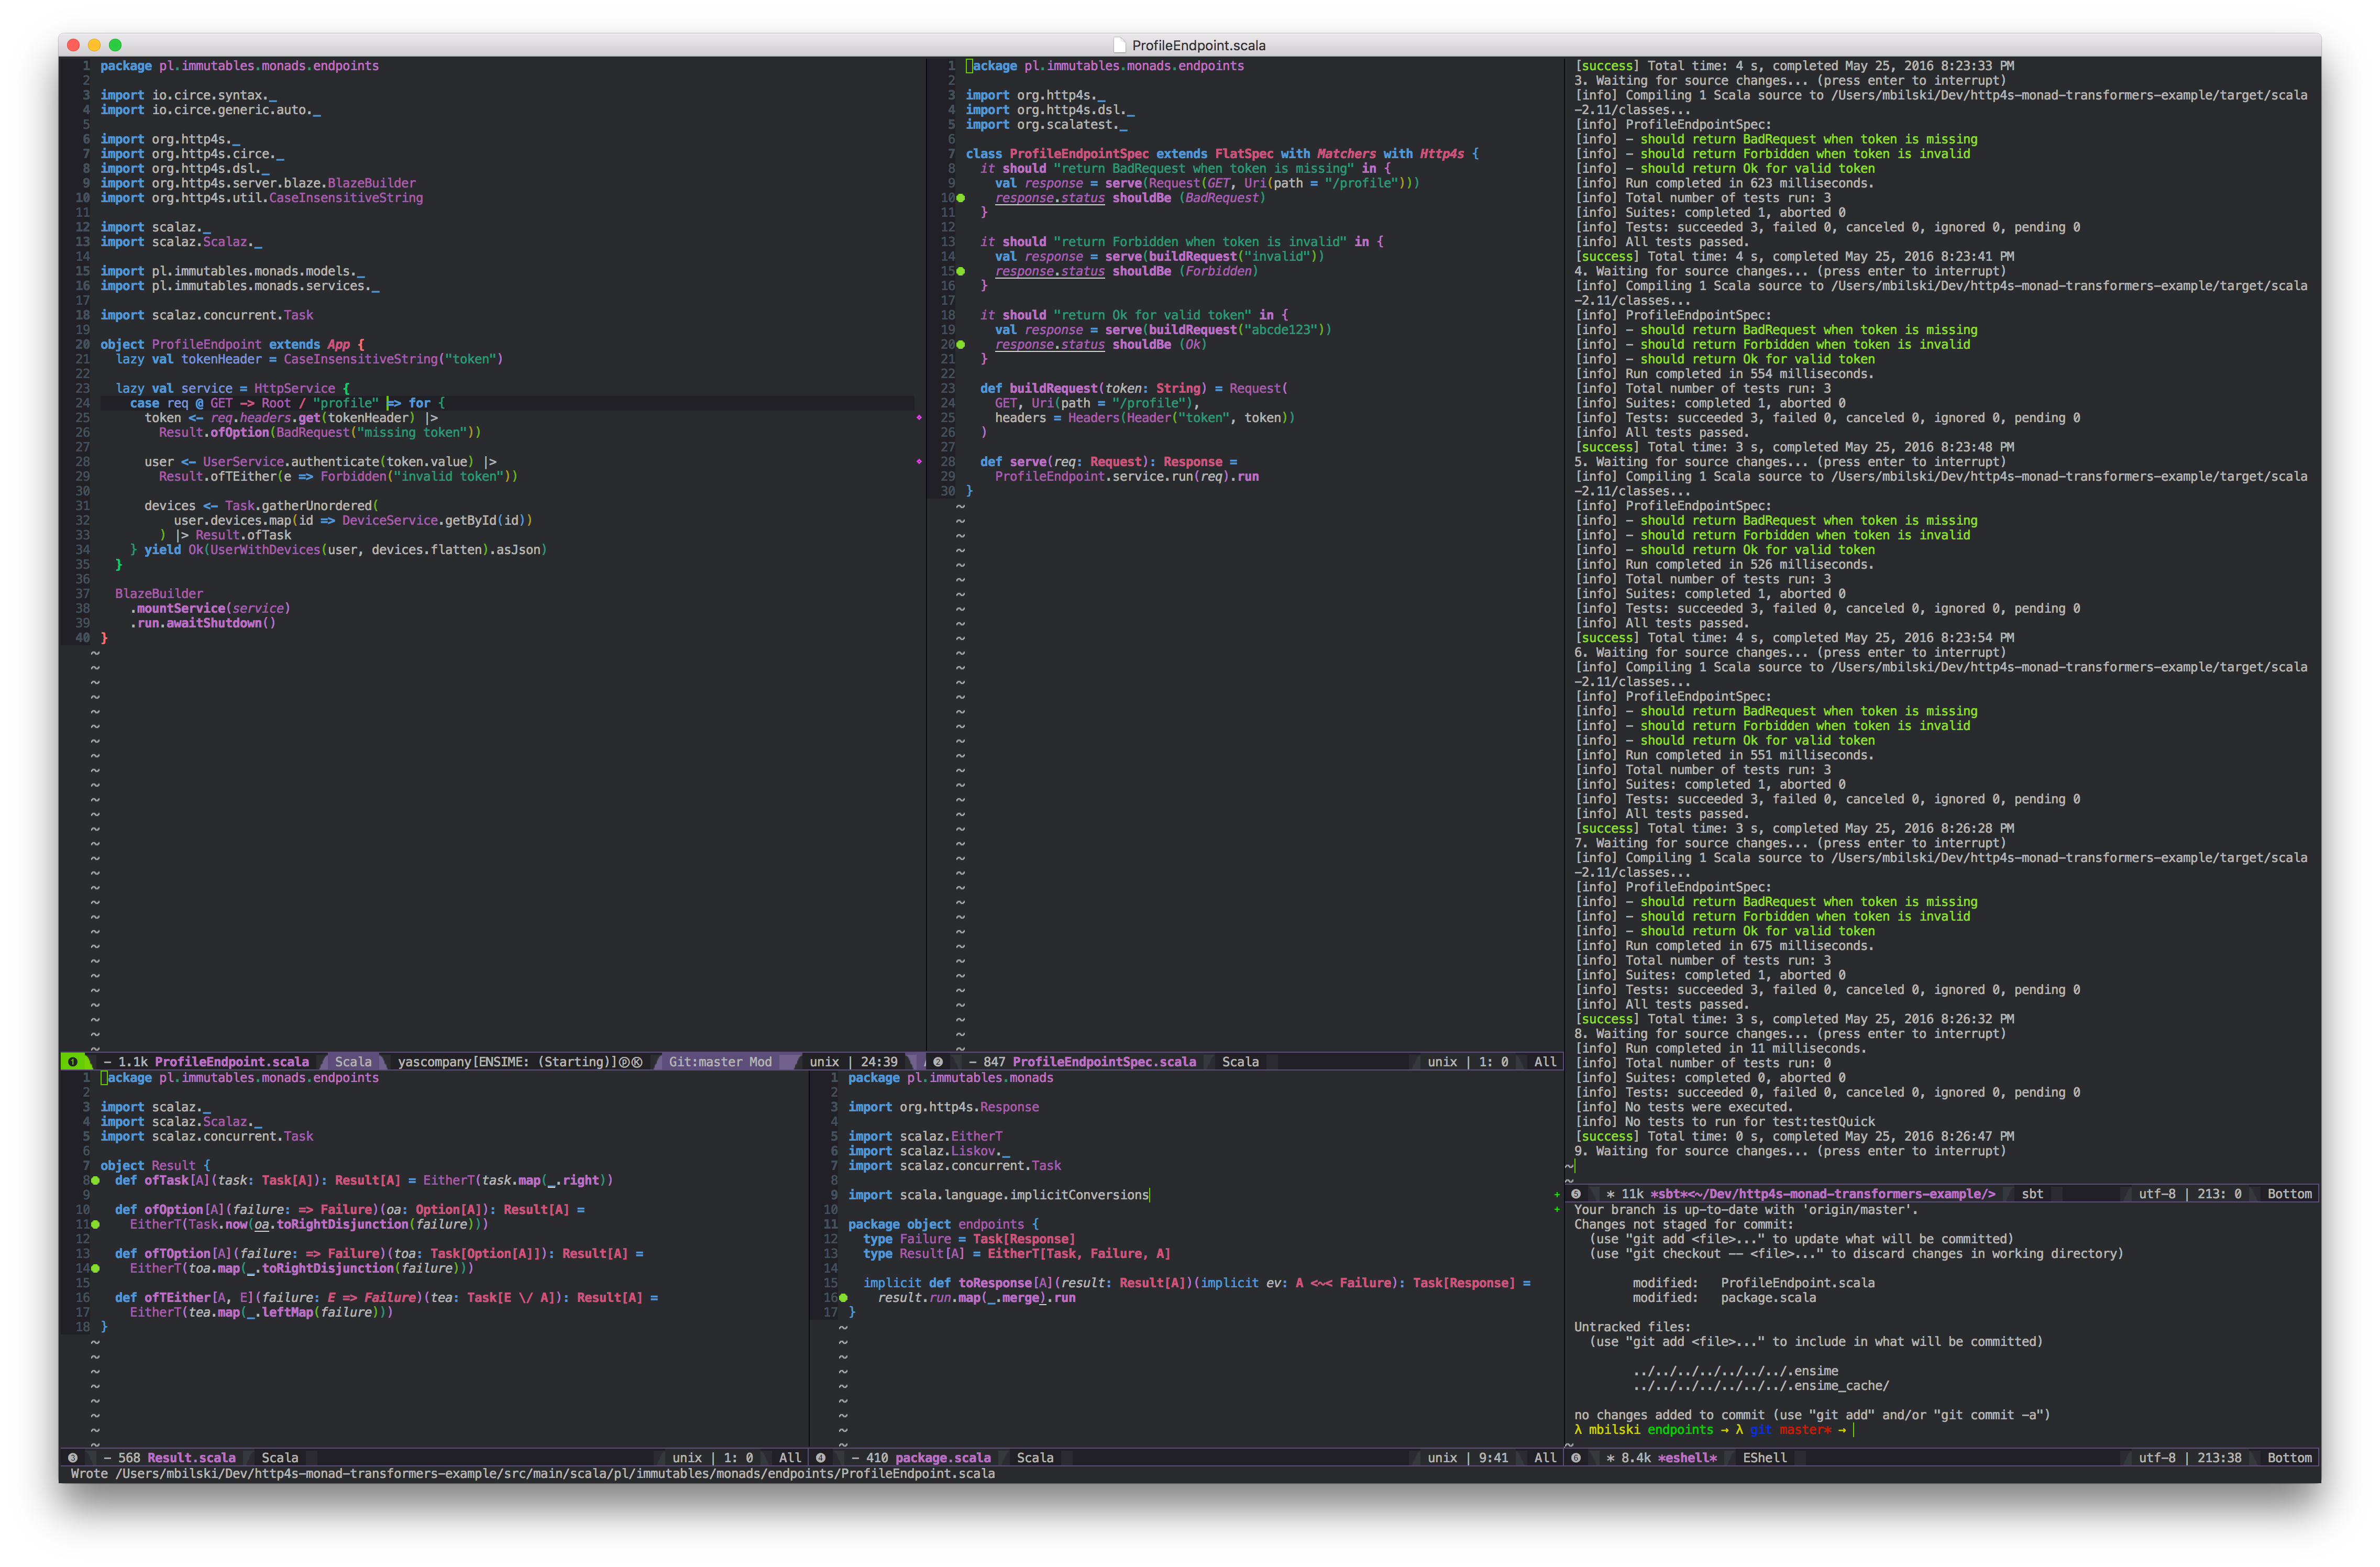 ProfileEndpoint.scala
1 package pl.immutables.monads.endpoints
2
3 import io.circe.syntax._
4 import io.circe.generic.auto._
5
6 import org.http4s._
7 import org.http4s.circe._
8 import org.http4s.dsl._
9 import org.http4s.server.blaze.BlazeBuilder
10 import org.http4s.util.CaseInsensitiveString
11
12 import scalaz._
13 import scalaz.Scalaz._
14
15 import pl.immutables.monads.models._
16 import pl.immutables.monads.services._
17
18 import scalaz.concurrent.Task
19
20 object ProfileEndpoint extends App {
21   lazy val tokenHeader = CaseInsensitiveString("token")
22
23   lazy val service = HttpService {
24     case req @ GET -> Root / "profile" => for {
25       token <- req.headers.get(tokenHeader) |>
26         Result.ofOption(BadRequest("missing token"))
27
28       user <- UserService.authenticate(token.value) |>
29         Result.ofTEither(e => Forbidden("invalid token"))
30
31       devices <- Task.gatherUnordered(
32           user.devices.map(id => DeviceService.getById(id))
33         ) |> Result.ofTask
34     } yield Ok(UserWithDevices(user, devices.flatten).asJson)
35   }
36
37   BlazeBuilder
38     .mountService(service)
39     .run.awaitShutdown()
40 }
❶ - 1.1k ProfileEndpoint.scala Scala yascompany[ENSIME: (Starting)]ⓟⓀ Git:master Mod unix | 24:39
1 package pl.immutables.monads.endpoints
2
3 import org.http4s._
4 import org.http4s.dsl._
5 import org.scalatest._
6
7 class ProfileEndpointSpec extends FlatSpec with Matchers with Http4s {
8   it should "return BadRequest when token is missing" in {
9     val response = serve(Request(GET, Uri(path = "/profile")))
10     response.status shouldBe (BadRequest)
11   }
12
13   it should "return Forbidden when token is invalid" in {
14     val response = serve(buildRequest("invalid"))
15     response.status shouldBe (Forbidden)
16   }
17
18   it should "return Ok for valid token" in {
19     val response = serve(buildRequest("abcde123"))
20     response.status shouldBe (Ok)
21   }
22
23   def buildRequest(token: String) = Request(
24     GET, Uri(path = "/profile"),
25     headers = Headers(Header("token", token))
26   )
27
28   def serve(req: Request): Response =
29     ProfileEndpoint.service.run(req).run
30 }
❷ - 847 ProfileEndpointSpec.scala Scala unix | 1: 0 All
1 package pl.immutables.monads.endpoints
2
3 import scalaz._
4 import scalaz.Scalaz._
5 import scalaz.concurrent.Task
6
7 object Result {
8   def ofTask[A](task: Task[A]): Result[A] = EitherT(task.map(_.right))
9
10   def ofOption[A](failure: => Failure)(oa: Option[A]): Result[A] =
11     EitherT(Task.now(oa.toRightDisjunction(failure)))
12
13   def ofTOption[A](failure: => Failure)(toa: Task[Option[A]]): Result[A] =
14     EitherT(toa.map(_.toRightDisjunction(failure)))
15
16   def ofTEither[A, E](failure: E => Failure)(tea: Task[E \/ A]): Result[A] =
17     EitherT(tea.map(_.leftMap(failure)))
18 }
❸ - 568 Result.scala Scala unix | 1: 0 All
1 package pl.immutables.monads
2
3 import org.http4s.Response
4
5 import scalaz.EitherT
6 import scalaz.Liskov._
7 import scalaz.concurrent.Task
8
9 import scala.language.implicitConversions
10
11 package object endpoints {
12   type Failure = Task[Response]
13   type Result[A] = EitherT[Task, Failure, A]
14
15   implicit def toResponse[A](result: Result[A])(implicit ev: A <~< Failure): Task[Response] =
16     result.run.map(_.merge).run
17 }
❹ - 410 package.scala Scala unix | 9:41 All
[success] Total time: 4 s, completed May 25, 2016 8:23:33 PM
3. Waiting for source changes... (press enter to interrupt)
[info] Compiling 1 Scala source to /Users/mbilski/Dev/http4s-monad-transformers-example/target/scala
-2.11/classes...
[info] ProfileEndpointSpec:
[info] - should return BadRequest when token is missing
[info] - should return Forbidden when token is invalid
[info] - should return Ok for valid token
[info] Run completed in 623 milliseconds.
[info] Total number of tests run: 3
[info] Suites: completed 1, aborted 0
[info] Tests: succeeded 3, failed 0, canceled 0, ignored 0, pending 0
[info] All tests passed.
[success] Total time: 4 s, completed May 25, 2016 8:23:41 PM
4. Waiting for source changes... (press enter to interrupt)
[info] Compiling 1 Scala source to /Users/mbilski/Dev/http4s-monad-transformers-example/target/scala
-2.11/classes...
[info] ProfileEndpointSpec:
[info] - should return BadRequest when token is missing
[info] - should return Forbidden when token is invalid
[info] - should return Ok for valid token
[info] Run completed in 554 milliseconds.
[info] Total number of tests run: 3
[info] Suites: completed 1, aborted 0
[info] Tests: succeeded 3, failed 0, canceled 0, ignored 0, pending 0
[info] All tests passed.
[success] Total time: 3 s, completed May 25, 2016 8:23:48 PM
5. Waiting for source changes... (press enter to interrupt)
[info] Compiling 1 Scala source to /Users/mbilski/Dev/http4s-monad-transformers-example/target/scala
-2.11/classes...
[info] ProfileEndpointSpec:
[info] - should return BadRequest when token is missing
[info] - should return Forbidden when token is invalid
[info] - should return Ok for valid token
[info] Run completed in 526 milliseconds.
[info] Total number of tests run: 3
[info] Suites: completed 1, aborted 0
[info] Tests: succeeded 3, failed 0, canceled 0, ignored 0, pending 0
[info] All tests passed.
[success] Total time: 4 s, completed May 25, 2016 8:23:54 PM
6. Waiting for source changes... (press enter to interrupt)
[info] Compiling 1 Scala source to /Users/mbilski/Dev/http4s-monad-transformers-example/target/scala
-2.11/classes...
[info] ProfileEndpointSpec:
[info] - should return BadRequest when token is missing
[info] - should return Forbidden when token is invalid
[info] - should return Ok for valid token
[info] Run completed in 551 milliseconds.
[info] Total number of tests run: 3
[info] Suites: completed 1, aborted 0
[info] Tests: succeeded 3, failed 0, canceled 0, ignored 0, pending 0
[info] All tests passed.
[success] Total time: 3 s, completed May 25, 2016 8:26:28 PM
7. Waiting for source changes... (press enter to interrupt)
[info] Compiling 1 Scala source to /Users/mbilski/Dev/http4s-monad-transformers-example/target/scala
-2.11/classes...
[info] ProfileEndpointSpec:
[info] - should return BadRequest when token is missing
[info] - should return Forbidden when token is invalid
[info] - should return Ok for valid token
[info] Run completed in 675 milliseconds.
[info] Total number of tests run: 3
[info] Suites: completed 1, aborted 0
[info] Tests: succeeded 3, failed 0, canceled 0, ignored 0, pending 0
[info] All tests passed.
[success] Total time: 3 s, completed May 25, 2016 8:26:32 PM
8. Waiting for source changes... (press enter to interrupt)
[info] Run completed in 11 milliseconds.
[info] Total number of tests run: 0
[info] Suites: completed 0, aborted 0
[info] Tests: succeeded 0, failed 0, canceled 0, ignored 0, pending 0
[info] No tests were executed.
[info] No tests to run for test:testQuick
[success] Total time: 0 s, completed May 25, 2016 8:26:47 PM
9. Waiting for source changes... (press enter to interrupt)
❺ * 11k *sbt*<~/Dev/http4s-monad-transformers-example/> sbt utf-8 | 213: 0 Bottom
Your branch is up-to-date with 'origin/master'.
Changes not staged for commit:
  (use "git add <file>..." to update what will be committed)
  (use "git checkout -- <file>..." to discard changes in working directory)
modified:   ProfileEndpoint.scala
modified:   package.scala
Untracked files:
  (use "git add <file>..." to include in what will be committed)
../../../../../../../.ensime
../../../../../../../.ensime_cache/
no changes added to commit (use "git add" and/or "git commit -a")
λ mbilski endpoints → λ git master* →
❻ * 8.4k *eshell* EShell utf-8 | 213:38 Bottom
Wrote /Users/mbilski/Dev/http4s-monad-transformers-example/src/main/scala/pl/immutables/monads/endpoints/ProfileEndpoint.scala